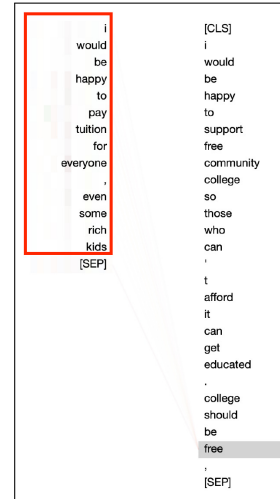 i
would
be
happy
to
pay
tuition
for
everyone
,
even
some
rich
kids
[SEP]
[CLS]
i
would
be
happy
to
support
free
community
college
so
those
who
can
'
t
afford
it
can
get
educated
.
college
should
be
free
,
[SEP]